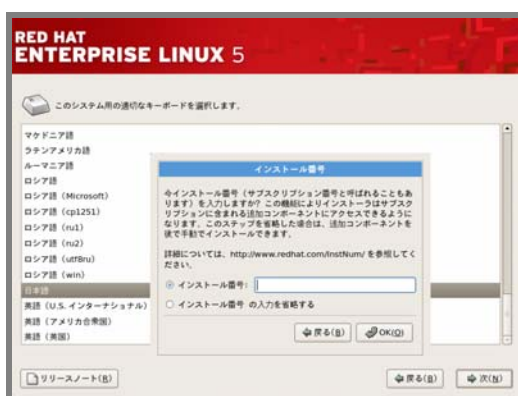 RED HAT
ENTERPRISE LINUX 5
このシステム用の適切なキーボードを選択します。
マケドニア語
ラテンアメリカ語
ルーマニア語
ロシア語
ロシア語 (Microsoft)
ロシア語 (cp1251)
ロシア語 (ru1)
ロシア語 (ru2)
ロシア語 (utf8ru)
ロシア語 (win)
日本語
英語 (U.S. インターナショナル)
英語 (アメリカ合衆国)
英語 (英国)
インストール番号
今インストール番号 (サブスクリプション番号と呼ばれることもあ
ります) を入力しますか? この機能によりインストーラはサブスク
リプションに含まれる追加コンポーネントにアクセスできるように
なります。このステップを省略した場合は、追加コンポーネントを
後で手動でインストールできます。
詳細については、http://www.redhat.com/InstNum/ を参照してく
ださい。
インストール番号:
インストール番号 の入力を省略する
戻る(B)
OK(O)
リリースノート(R)
戻る(B)
次(N)